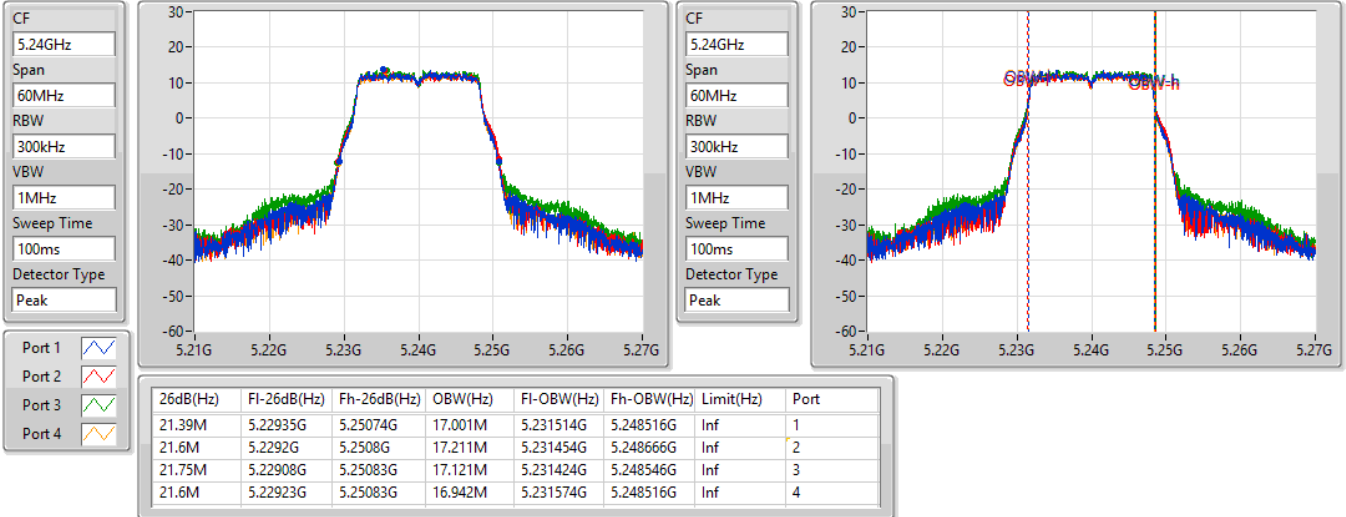 CF
5.24GHz
Span
60MHz
RBW
300kHz
VBW
1MHz
Sweep Time
100ms
Detector Type
Peak
30
20
10
0
-10
-20
-30
-40
-50
-60
5.21G 5.22G 5.23G 5.24G 5.25G 5.26G 5.27G
CF
5.24GHz
Span
60MHz
RBW
300kHz
VBW
1MHz
Sweep Time
100ms
Detector Type
Peak
30
20
10
0
-10
-20
-30
-40
-50
-60
OBW-h
5.21G 5.22G 5.23G 5.24G 5.25G 5.26G 5.27G
Port 1
Port 2
Port 3
Port 4
26dB(Hz) Fl-26dB(Hz) Fh-26dB(Hz) OBW(Hz) Fl-OBW(Hz) Fh-OBW(Hz) Limit(Hz) Port
21.39M 5.22935G 5.25074G 17.001M 5.231514G 5.248516G Inf 1
21.6M 5.2292G 5.2508G 17.211M 5.231454G 5.248666G Inf 2
21.75M 5.22908G 5.25083G 17.121M 5.231424G 5.248546G Inf 3
21.6M 5.22923G 5.25083G 16.942M 5.231574G 5.248516G Inf 4